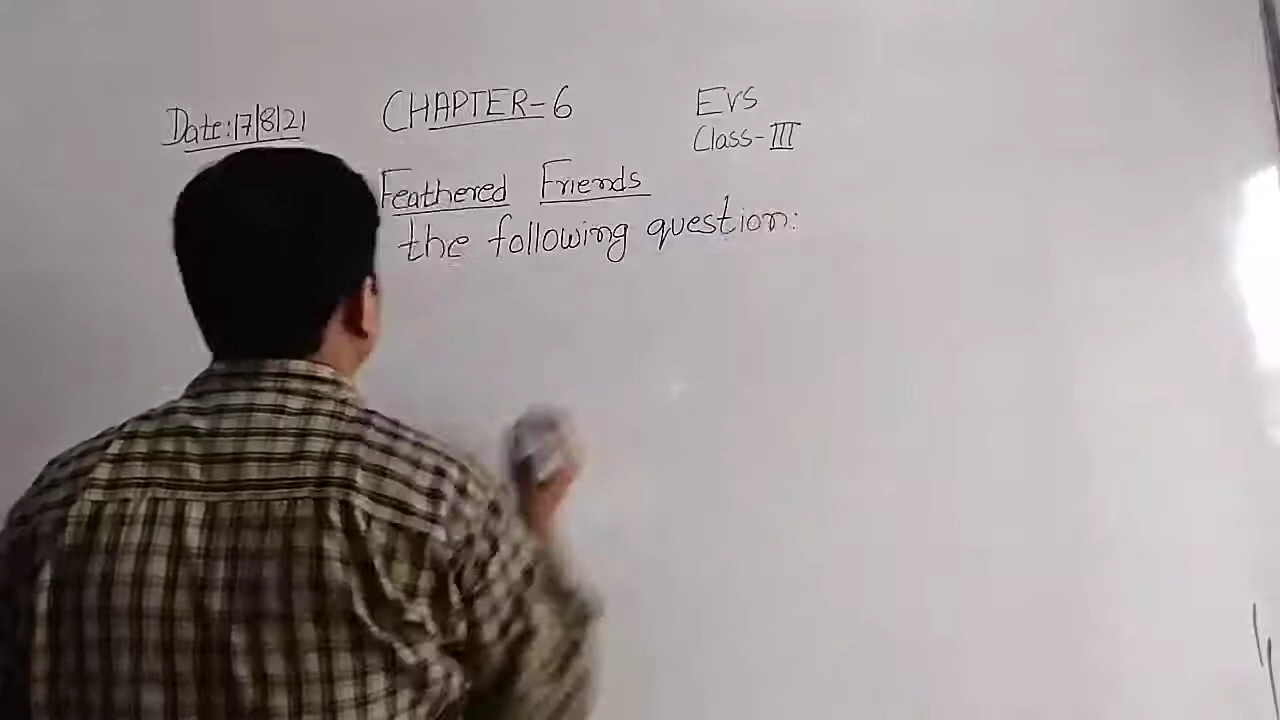 Date: 17/8/21
CHAPTER-6
EVS
Class-III
Feathered Friends
the following question: